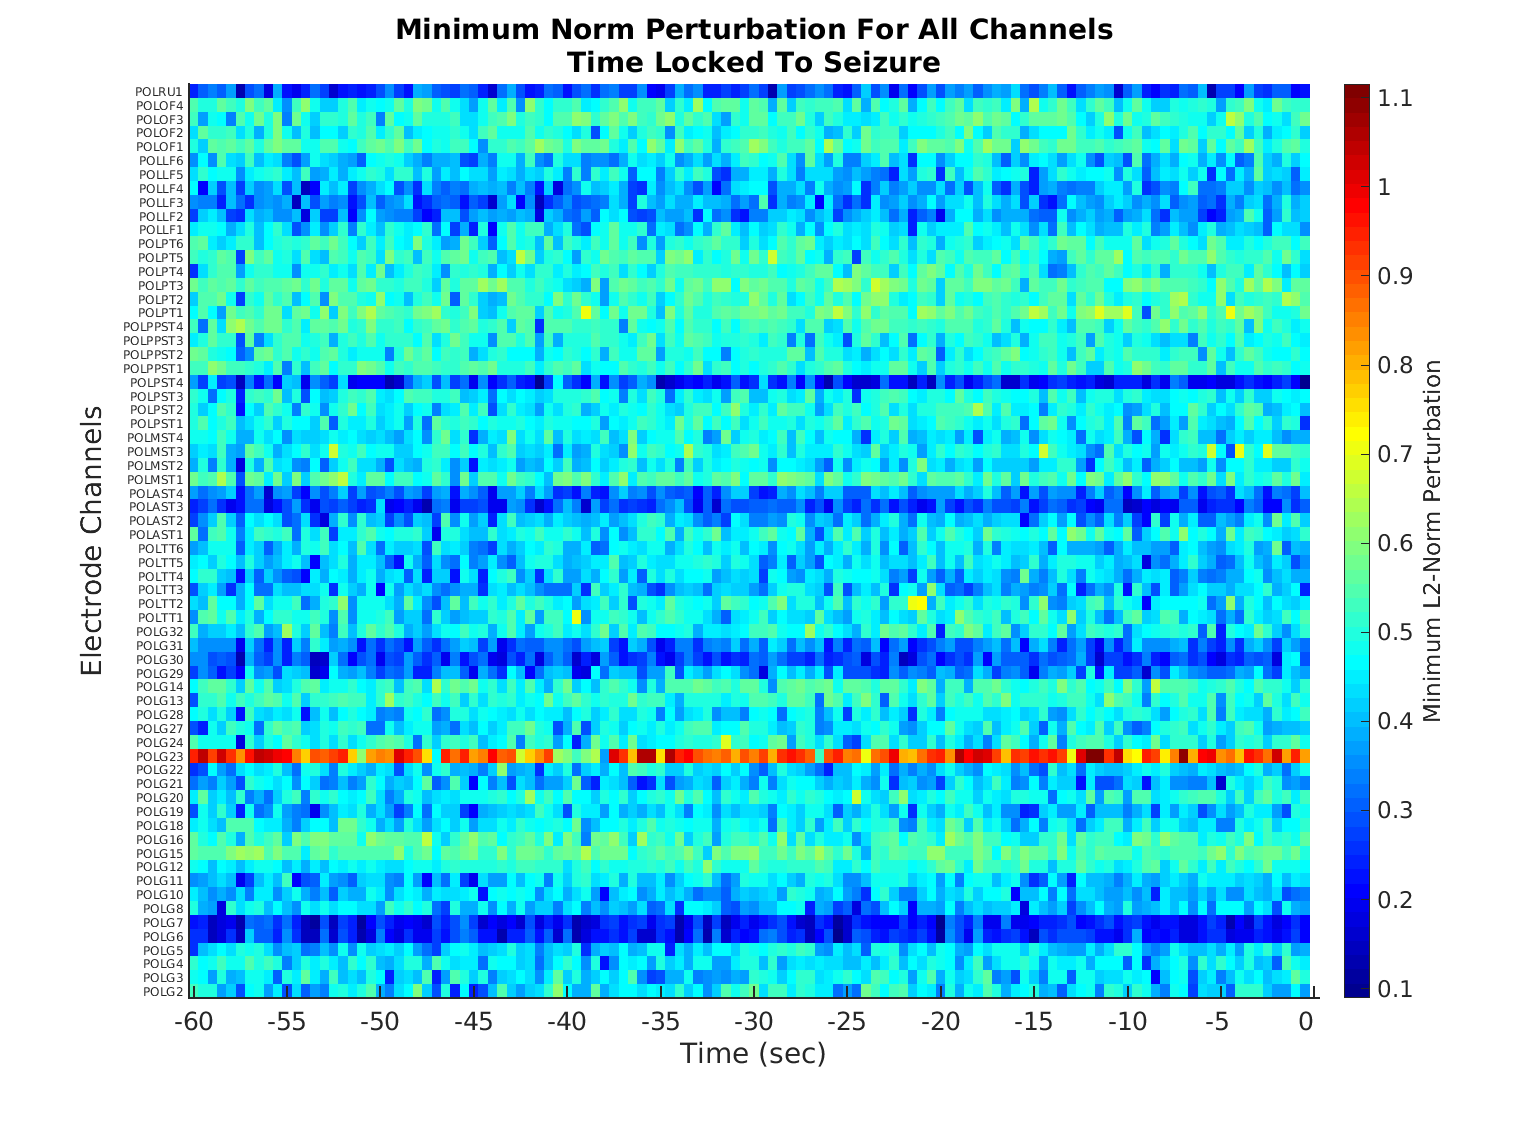 Minimum Norm Perturbation For All Channels
Time Locked To Seizure
POLRU1
POLOF4
POLOF3
POLOF2
POLOF1
POLLF6
POLLF5
POLLF4
POLLF3
POLLF2
POLLF1
POLPT6
POLPT5
POLPT4
POLPT3
POLPT2
POLPT1
POLPPST4
POLPPST3
POLPPST2
POLPPST1
POLPST4
POLPST3
POLPST2
POLPST1
POLMST4
POLMST3
POLMST2
POLMST1
POLAST4
POLAST3
POLAST2
POLAST1
POLTT6
POLTT5
POLTT4
POLTT3
POLTT2
POLTT1
POLG32
POLG31
POLG30
POLG29
POLG14
POLG13
POLG28
POLG27
POLG24
POLG23
POLG22
POLG21
POLG20
POLG19
POLG18
POLG16
POLG15
POLG12
POLG11
POLG10
POLG8
POLG7
POLG6
POLG5
POLG4
POLG3
POLG2
Electrode Channels
-60 -55 -50 -45 -40 -35 -30 -25 -20 -15 -10 -5 0
Time (sec)
1.1
1
0.9
0.8
0.7
0.6
0.5
0.4
0.3
0.2
0.1
Minimum L2-Norm Perturbation